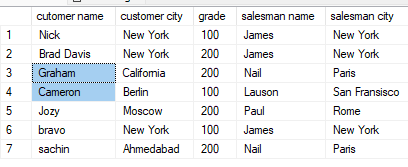 cutomer name customer city grade salesman name salesman city
1 Nick New York 100 James New York
2 Brad Davis New York 200 James New York
3 Graham California 200 Nail Paris
4 Cameron Berlin 100 Lauson San Fransisco
5 Jozy Moscow 200 Paul Rome
6 bravo New York 100 James New York
7 sachin Ahmedabad 200 Nail Paris